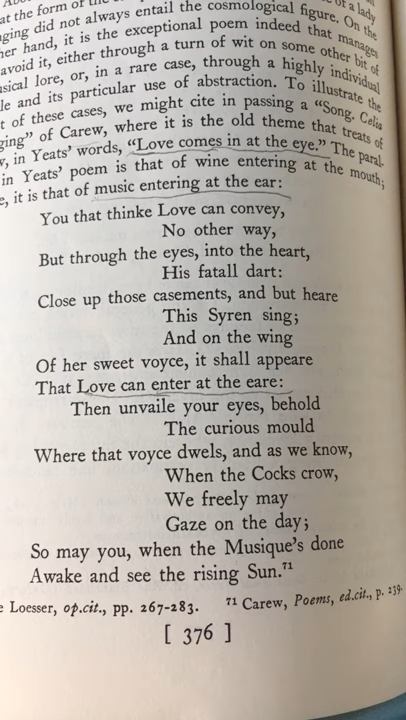 of a lady
at the form of the
ging did not always entail the cosmological figure. On the
her hand, it is the exceptional poem indeed that manages
avoid it, either through a turn of wit on some other bit of
sical lore, or, in a rare case, through a highly individual
le and its particular use of abstraction. To illustrate the
t of these cases, we might cite in passing a “Song. Celia
ging” of Carew, where it is the old theme that treats of
, in Yeats’ words, “Love comes in at the eye.” The paral-
in Yeats’ poem is that of wine entering at the mouth;
e, it is that of music entering at the ear:
You that thinke Love can convey,
No other way,
But through the eyes, into the heart,
His fatall dart:
Close up those casements, and but heare
This Syren sing;
And on the wing
Of her sweet voyce, it shall appeare
That Love can enter at the eare:
Then unvaile your eyes, behold
The curious mould
Where that voyce dwels, and as we know,
When the Cocks crow,
We freely may
Gaze on the day;
So may you, when the Musique’s done
Awake and see the rising Sun.71
e Loesser, op.cit., pp. 267-283. 71 Carew, Poems, ed.cit., p. 239.
[ 376 ]